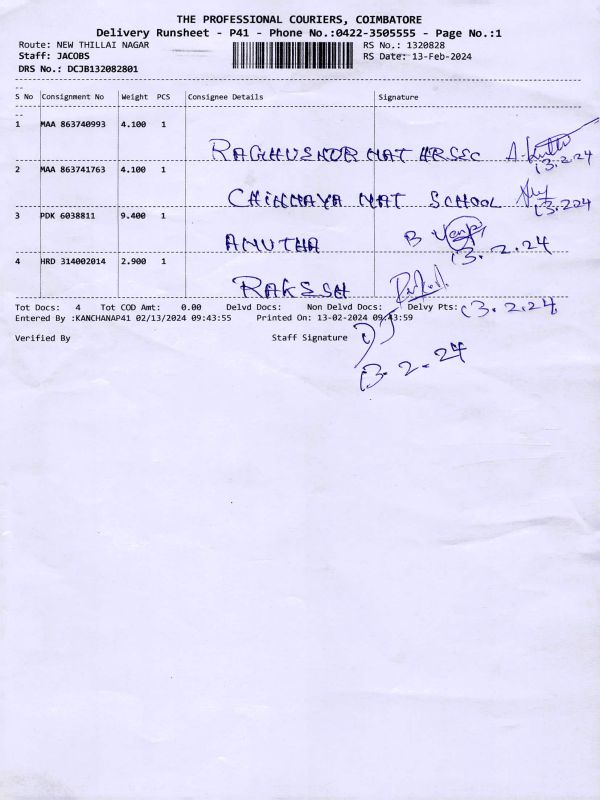 THE PROFESSIONAL COURIERS, COIMBATORE
Delivery Runsheet - P41 - Phone No.:0422-3505555 - Page No.:1
Route: NEW THILLAI NAGAR RS No.: 1320828
Staff: JACOBS RS Date: 13-Feb-2024
DRS No.: DCJB132082801
S No Consignment No Weight PCS Consignee Details Signature
1 MAA 863740993 4.100 1
13.2.24
2 MAA 863741763 4.100 1
CHINMAYA NAT SCHOOL 13.2.24
3 PDK 6038811 9.400 1
ANUTHA B 13.2.24
4 HRD 314002014 2.900 1
RAKESH
Tot Docs: 4 Tot COD Amt: 0.00 Delvd Docs: Non Delvd Docs: Delvy Pts: 13.2.24
Entered By :KANCHANAP41 02/13/2024 09:43:55 Printed On: 13-02-2024 09:43:59
Verified By Staff Signature
13.2.24